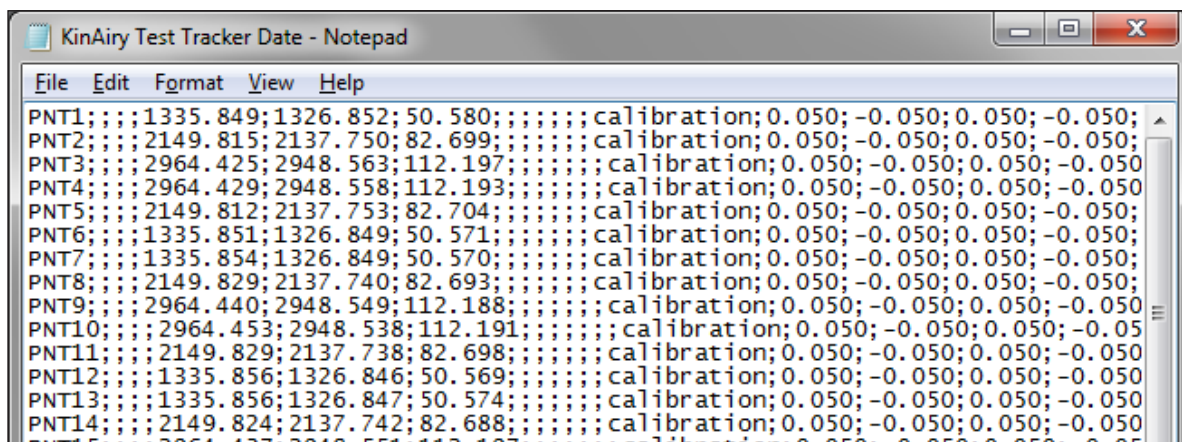 KinAiry Test Tracker Date - Notepad
File Edit Format View Help
PNT1;;;;1335.849;1326.852;50.580;;;;;;;calibration;0.050;-0.050;0.050;-0.050;
PNT2;;;;2149.815;2137.750;82.699;;;;;;;calibration;0.050;-0.050;0.050;-0.050;
PNT3;;;;2964.425;2948.563;112.197;;;;;;;calibration;0.050;-0.050;0.050;-0.050
PNT4;;;;2964.429;2948.558;112.193;;;;;;;calibration;0.050;-0.050;0.050;-0.050
PNT5;;;;2149.812;2137.753;82.704;;;;;;;calibration;0.050;-0.050;0.050;-0.050;
PNT6;;;;1335.851;1326.849;50.571;;;;;;;calibration;0.050;-0.050;0.050;-0.050;
PNT7;;;;1335.854;1326.849;50.570;;;;;;;calibration;0.050;-0.050;0.050;-0.050;
PNT8;;;;2149.829;2137.740;82.693;;;;;;;calibration;0.050;-0.050;0.050;-0.050;
PNT9;;;;2964.440;2948.549;112.188;;;;;;;calibration;0.050;-0.050;0.050;-0.050
PNT10;;;;2964.453;2948.538;112.191;;;;;;;calibration;0.050;-0.050;0.050;-0.05
PNT11;;;;2149.829;2137.738;82.698;;;;;;;calibration;0.050;-0.050;0.050;-0.050
PNT12;;;;1335.856;1326.846;50.569;;;;;;;calibration;0.050;-0.050;0.050;-0.050
PNT13;;;;1335.856;1326.847;50.574;;;;;;;calibration;0.050;-0.050;0.050;-0.050
PNT14;;;;2149.824;2137.742;82.688;;;;;;;calibration;0.050;-0.050;0.050;-0.050